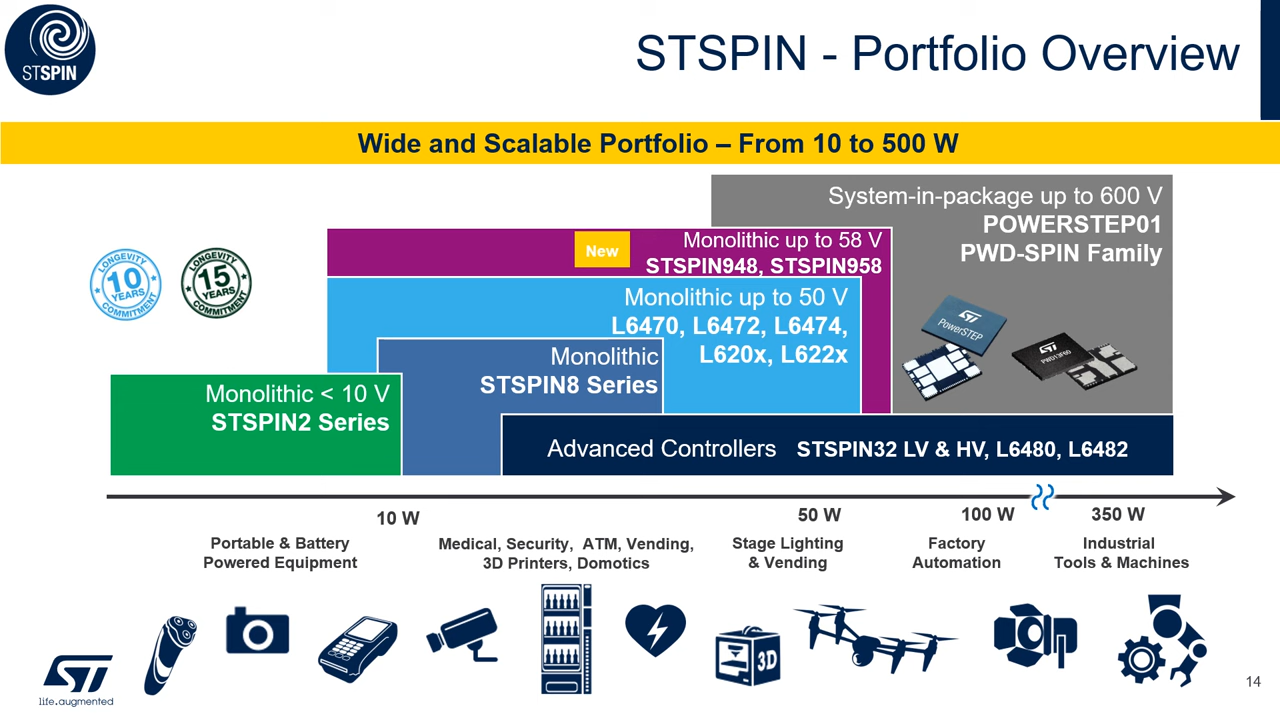 STSPIN
STSPIN - Portfolio Overview
Wide and Scalable Portfolio – From 10 to 500 W
System-in-package up to 600 V
POWERSTEP01
PWD-SPIN Family
New
Monolithic up to 58 V
STSPIN948, STSPIN958
LONGEVITY
10
YEARS
COMMITMENT
LONGEVITY
15
YEARS
COMMITMENT
Monolithic up to 50 V
L6470, L6472, L6474,
L620x, L622x
ST
PowerSTEP
ST
PWD13F60
Monolithic
STSPIN8 Series
Monolithic < 10 V
STSPIN2 Series
Advanced Controllers STSPIN32 LV & HV, L6480, L6482
10 W
50 W
100 W
350 W
Portable & Battery
Powered Equipment
Medical, Security, ATM, Vending,
3D Printers, Domotics
Stage Lighting
& Vending
Factory
Automation
Industrial
Tools & Machines
3D
ST
life.augmented
14